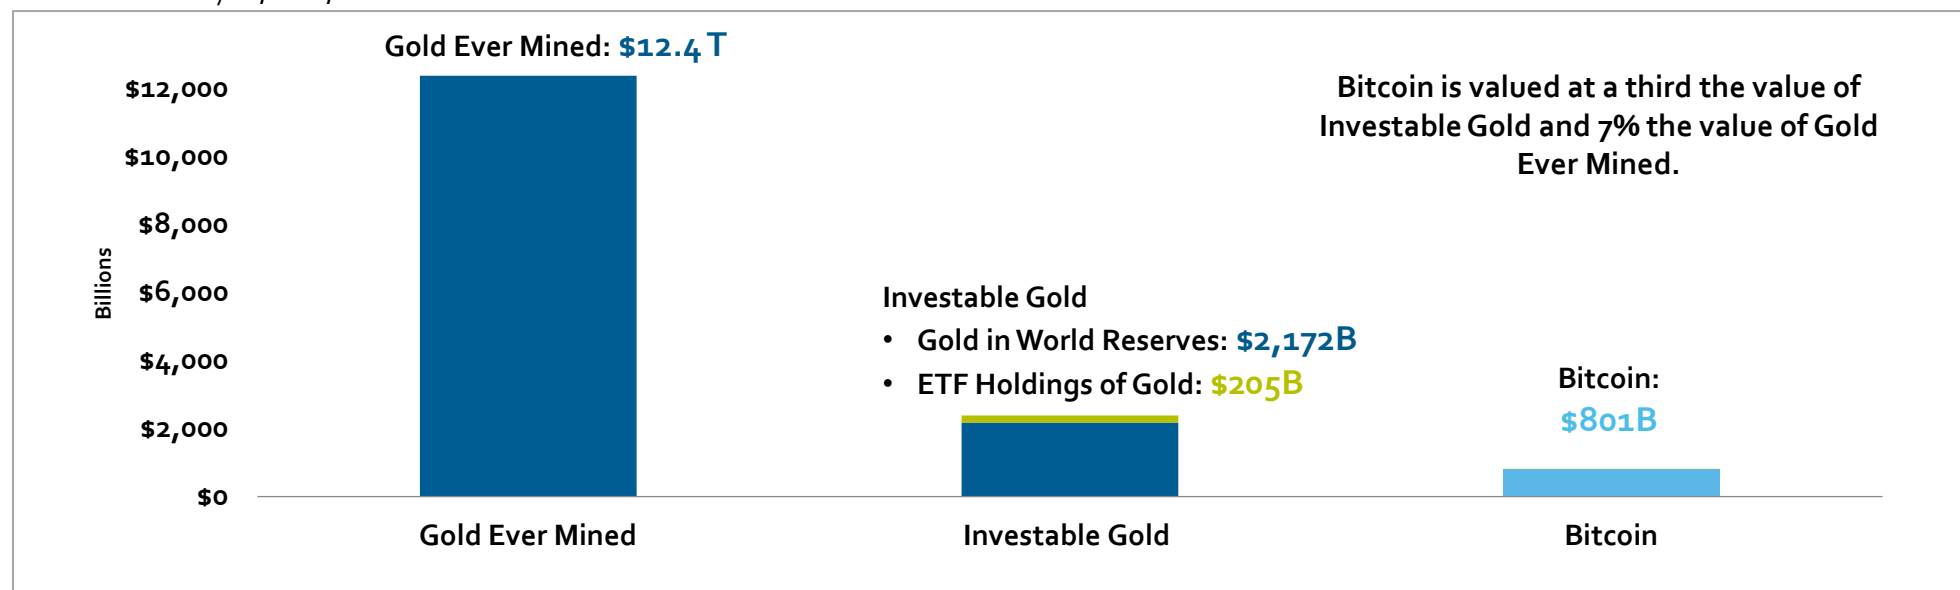 Gold Ever Mined: $12.4 T
Bitcoin is valued at a third the value of
Investable Gold and 7% the value of Gold
Ever Mined.
$12,000
$10,000
$8,000
$6,000
$4,000
$2,000
$0
Billions
Investable Gold
• Gold in World Reserves: $2,172B
• ETF Holdings of Gold: $205B
Bitcoin:
$801B
Gold Ever Mined
Investable Gold
Bitcoin